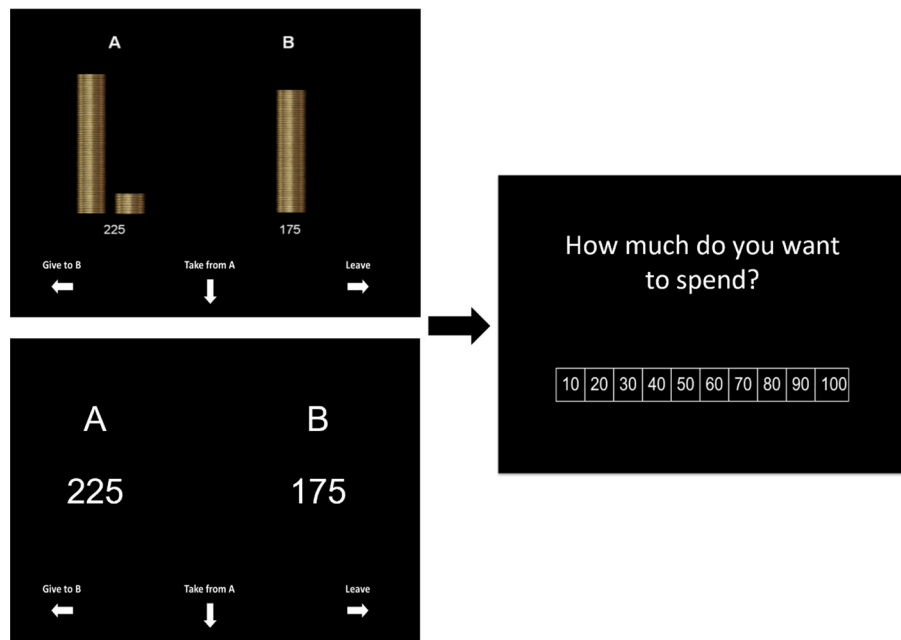 A B
225 175
Give to B Take from A Leave
A B
225 175
Give to B Take from A Leave
How much do you want
to spend?
10 20 30 40 50 60 70 80 90 100